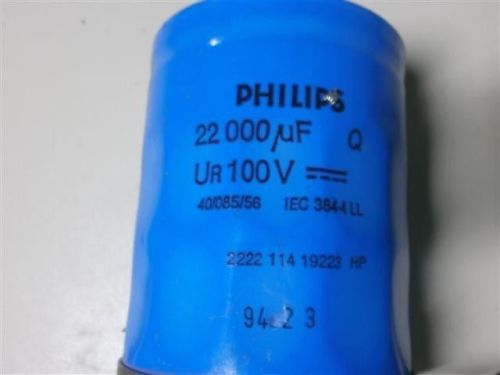 PHILIPS
22 000 µF Q
UR 100 V
40/085/56 IEC 384-4 LL
2222 114 19223 HP
94 2 3